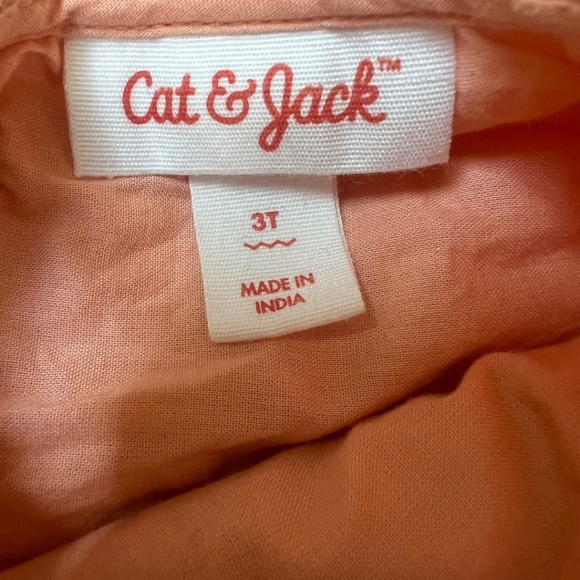 Cat & Jack™
3T
MADE IN
INDIA